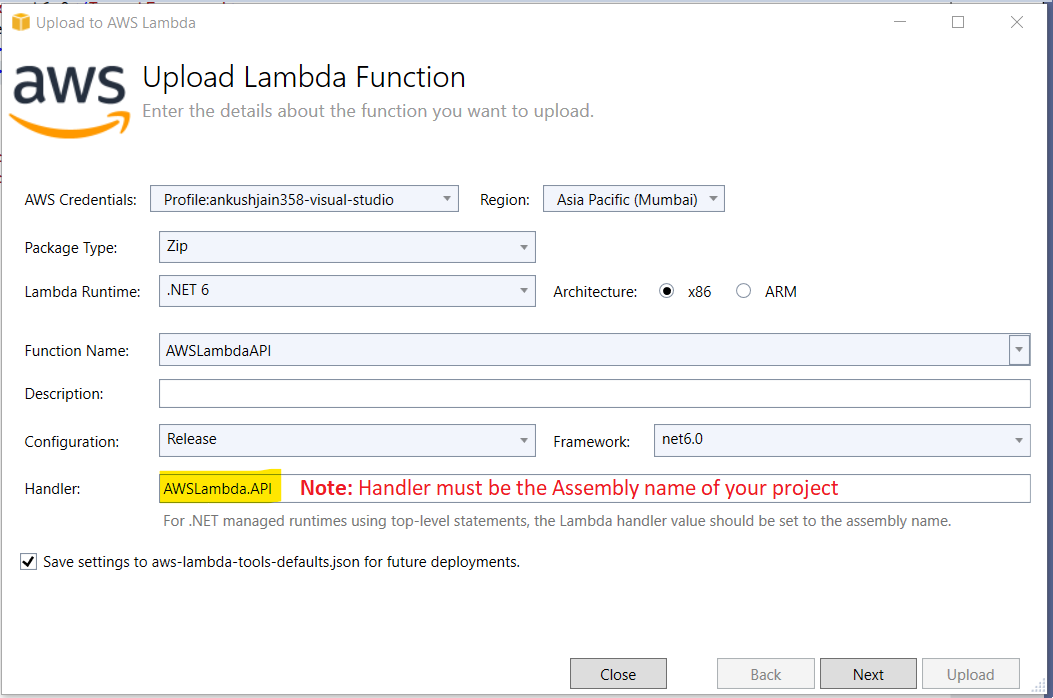 Upload to AWS Lambda
aws
Upload Lambda Function
Enter the details about the function you want to upload.
AWS Credentials: Profile:ankushjain358-visual-studio Region: Asia Pacific (Mumbai)
Package Type: Zip
Lambda Runtime: .NET 6 Architecture: x86 ARM
Function Name: AWSLambdaAPI
Description:
Configuration: Release Framework: net6.0
Handler: AWSLambda.API Note: Handler must be the Assembly name of your project
For .NET managed runtimes using top-level statements, the Lambda handler value should be set to the assembly name.
Save settings to aws-lambda-tools-defaults.json for future deployments.
Close Back Next Upload